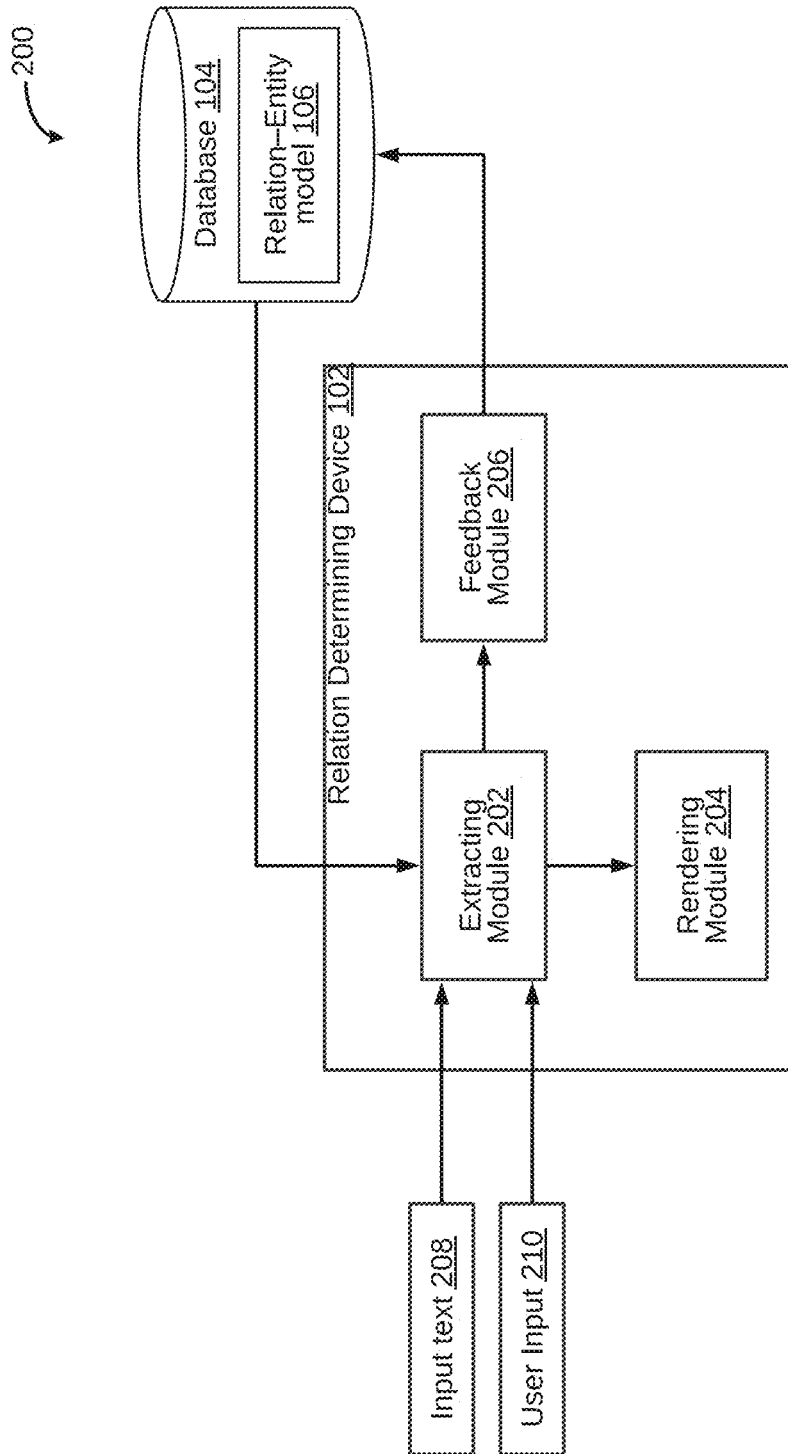 200
Database 104
Relation–Entity
model 106
Relation Determining Device 102
Feedback
Module 206
Extracting
Module 202
Rendering
Module 204
Input text 208
User Input 210